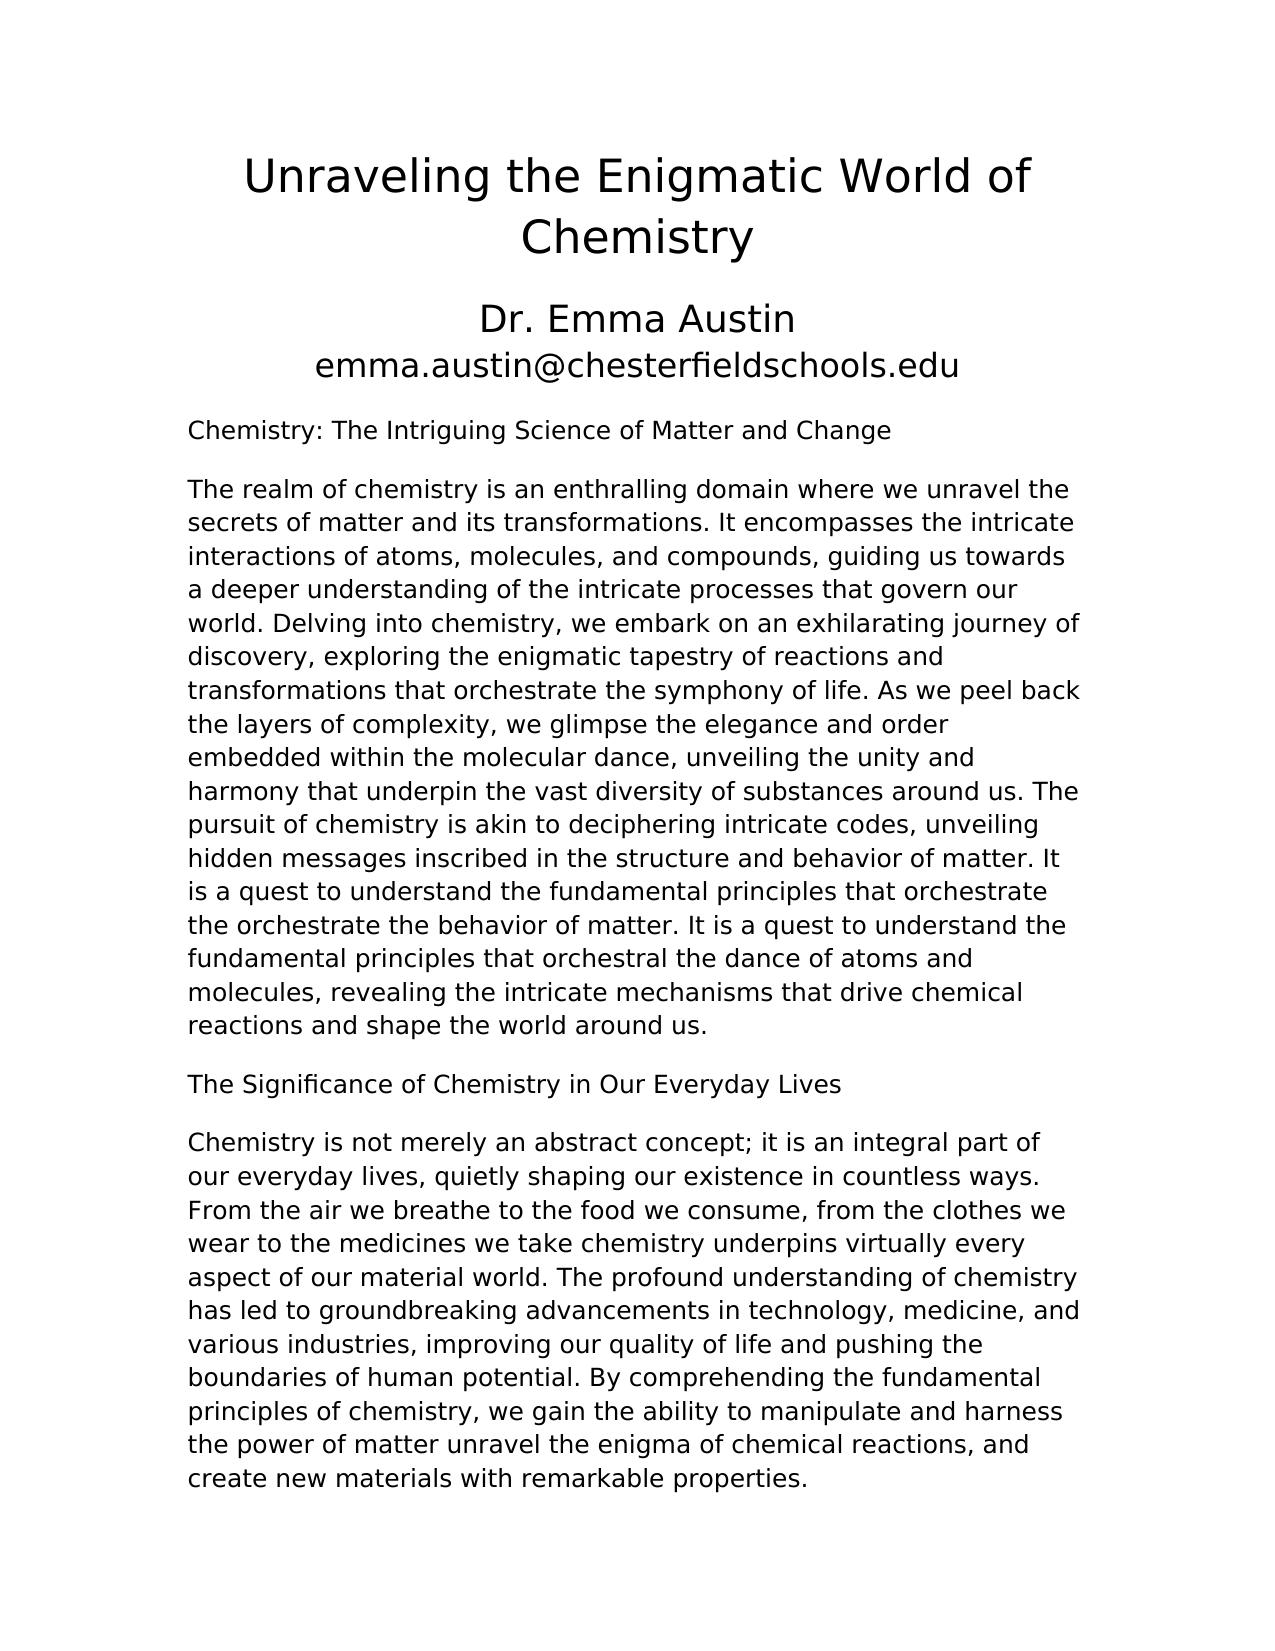 Unraveling the Enigmatic World of
Chemistry
Dr. Emma Austin
emma.austin@chesterfieldschools.edu
Chemistry: The Intriguing Science of Matter and Change
The realm of chemistry is an enthralling domain where we unravel the
secrets of matter and its transformations. It encompasses the intricate
interactions of atoms, molecules, and compounds, guiding us towards
a deeper understanding of the intricate processes that govern our
world. Delving into chemistry, we embark on an exhilarating journey of
discovery, exploring the enigmatic tapestry of reactions and
transformations that orchestrate the symphony of life. As we peel back
the layers of complexity, we glimpse the elegance and order
embedded within the molecular dance, unveiling the unity and
harmony that underpin the vast diversity of substances around us. The
pursuit of chemistry is akin to deciphering intricate codes, unveiling
hidden messages inscribed in the structure and behavior of matter. It
is a quest to understand the fundamental principles that orchestrate
the orchestrate the behavior of matter. It is a quest to understand the
fundamental principles that orchestral the dance of atoms and
molecules, revealing the intricate mechanisms that drive chemical
reactions and shape the world around us.
The Significance of Chemistry in Our Everyday Lives
Chemistry is not merely an abstract concept; it is an integral part of
our everyday lives, quietly shaping our existence in countless ways.
From the air we breathe to the food we consume, from the clothes we
wear to the medicines we take chemistry underpins virtually every
aspect of our material world. The profound understanding of chemistry
has led to groundbreaking advancements in technology, medicine, and
various industries, improving our quality of life and pushing the
boundaries of human potential. By comprehending the fundamental
principles of chemistry, we gain the ability to manipulate and harness
the power of matter unravel the enigma of chemical reactions, and
create new materials with remarkable properties.